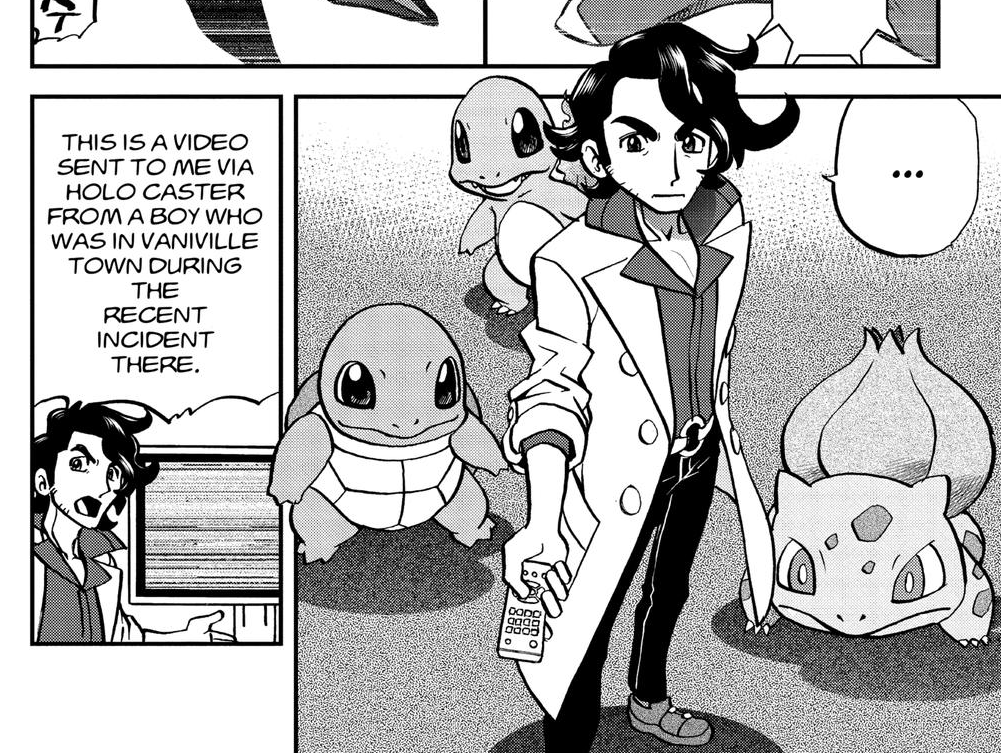 THIS IS A VIDEO
SENT TO ME VIA
HOLO CASTER
FROM A BOY WHO
WAS IN VANIVILLE
TOWN DURING
THE
RECENT
INCIDENT
THERE.
...